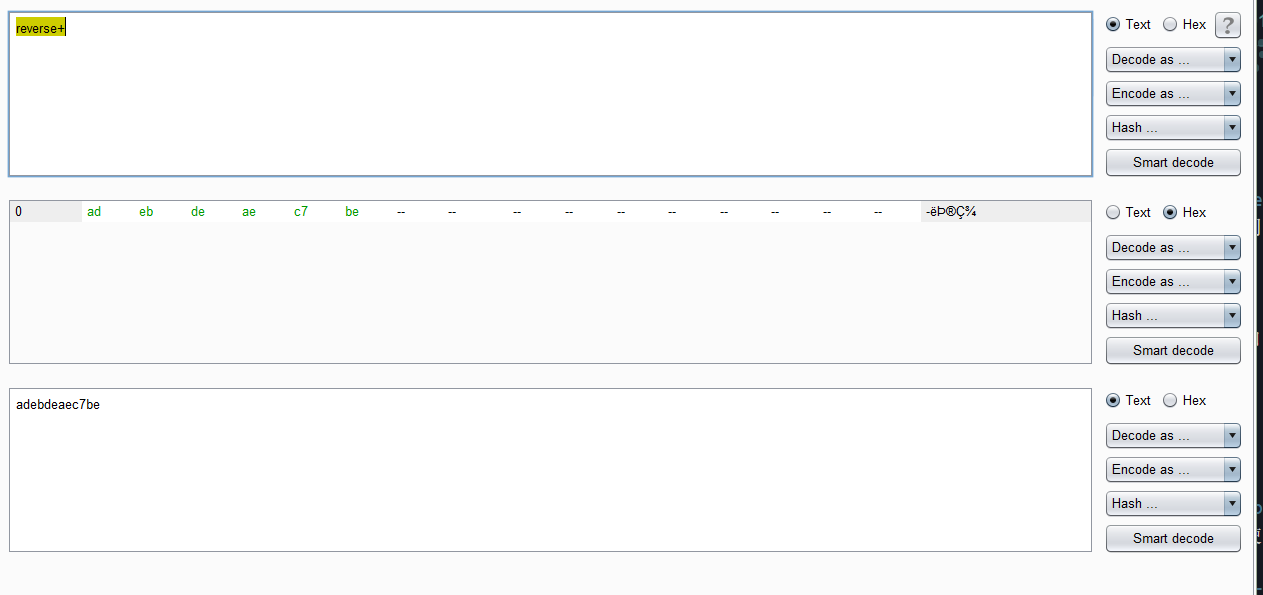 reverse+
Text Hex ?
Decode as ...
Encode as ...
Hash ...
Smart decode
0 ad eb de ae c7 be -- -- -- -- -- -- -- -- -- -- -ëÞ®Ç¾
Text Hex
Decode as ...
Encode as ...
Hash ...
Smart decode
adebdeaec7be
Text Hex
Decode as ...
Encode as ...
Hash ...
Smart decode